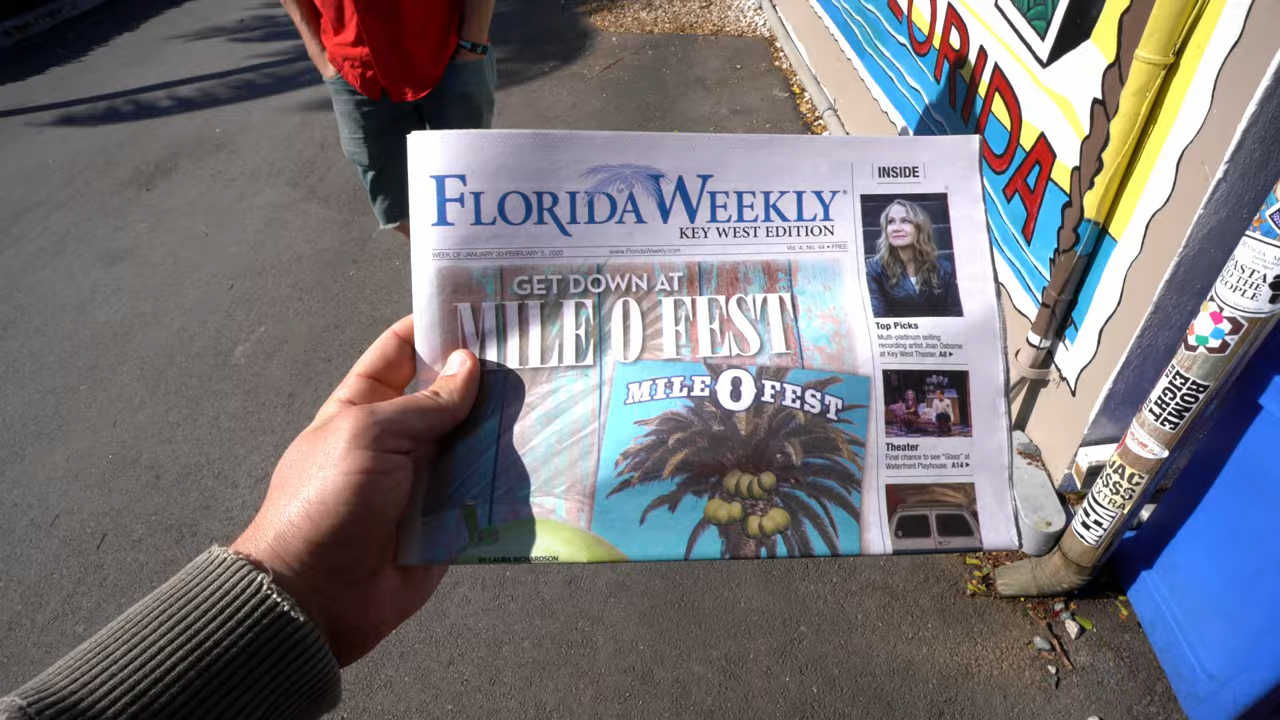 FLORIDA WEEKLY
KEY WEST EDITION
WEEK OF JANUARY 30-FEBRUARY 5, 2020
www.FloridaWeekly.com
Vol. 4, No. 44 • FREE
GET DOWN AT
MILE 0 FEST
MILE 0 FEST
BY LAURA RICHARDSON
INSIDE
Top Picks
Multi-platinum selling
recording artist Joan Osborne
at Key West Theater. A8 ▶
Theater
Final chance to see "Glass" at
Waterfront Playhouse. A14 ▶
FLORIDA
PASTA
TO THE
PEOPLE
BOMB
EIGHT
EXTRA